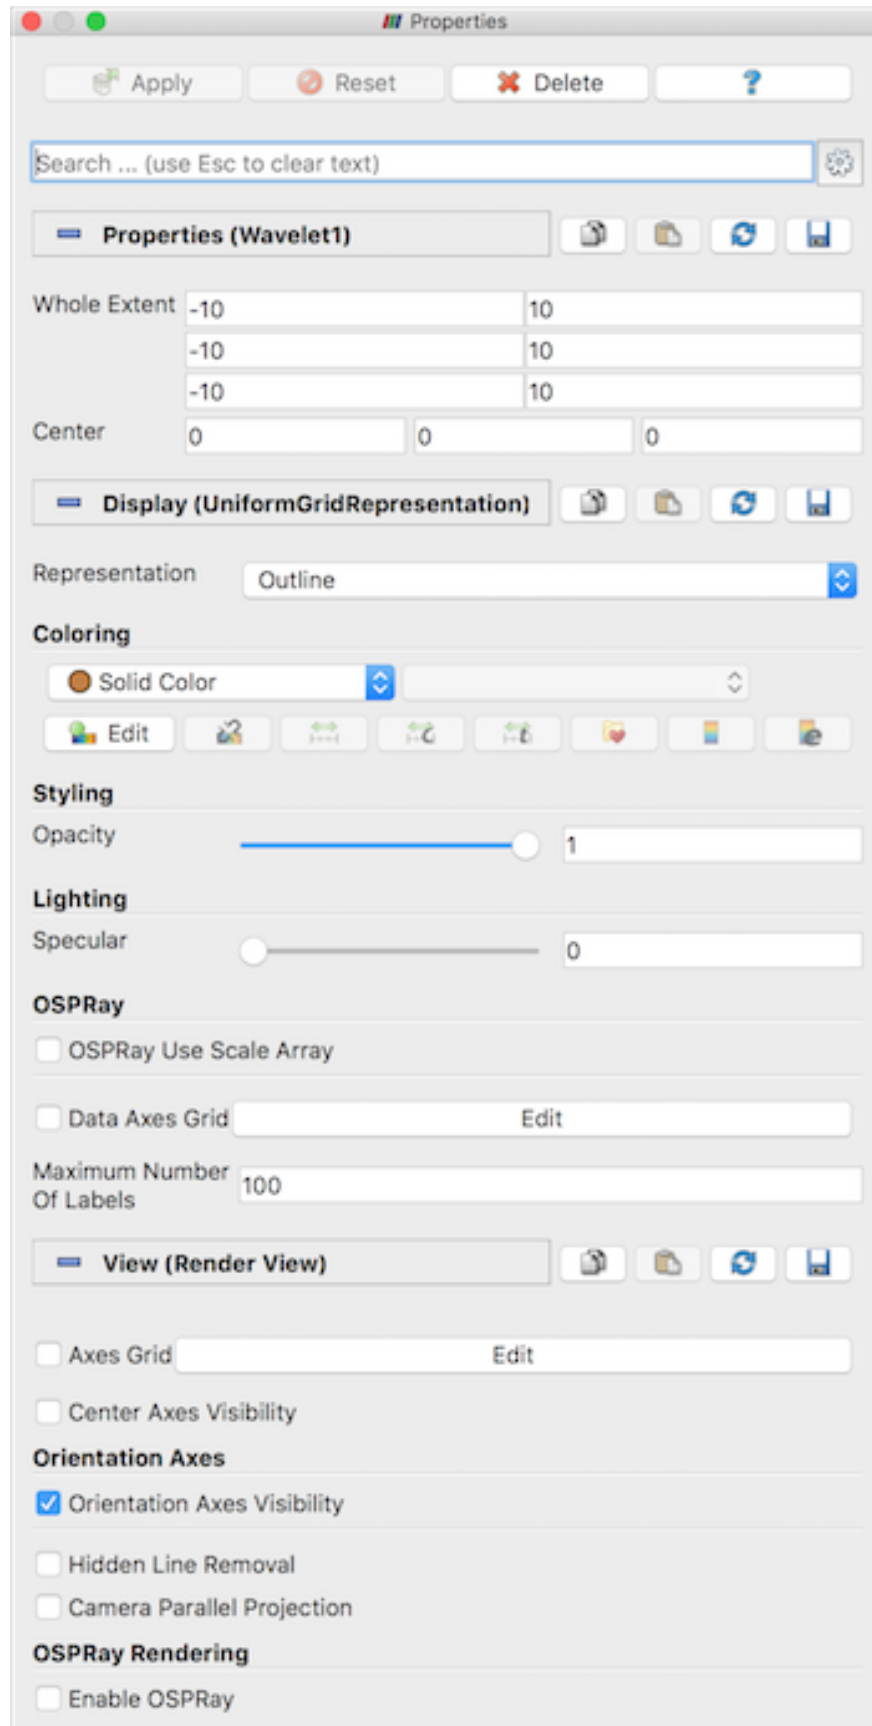 Properties
Apply Reset Delete ?
Search ... (use Esc to clear text)
Properties (Wavelet1)
Whole Extent -10 10
-10 10
-10 10
Center 0 0 0
Display (UniformGridRepresentation)
Representation Outline
Coloring
Solid Color
Edit
Styling
Opacity 1
Lighting
Specular 0
OSPRay
OSPRay Use Scale Array
Data Axes Grid Edit
Maximum Number
Of Labels 100
View (Render View)
Axes Grid Edit
Center Axes Visibility
Orientation Axes
Orientation Axes Visibility
Hidden Line Removal
Camera Parallel Projection
OSPRay Rendering
Enable OSPRay